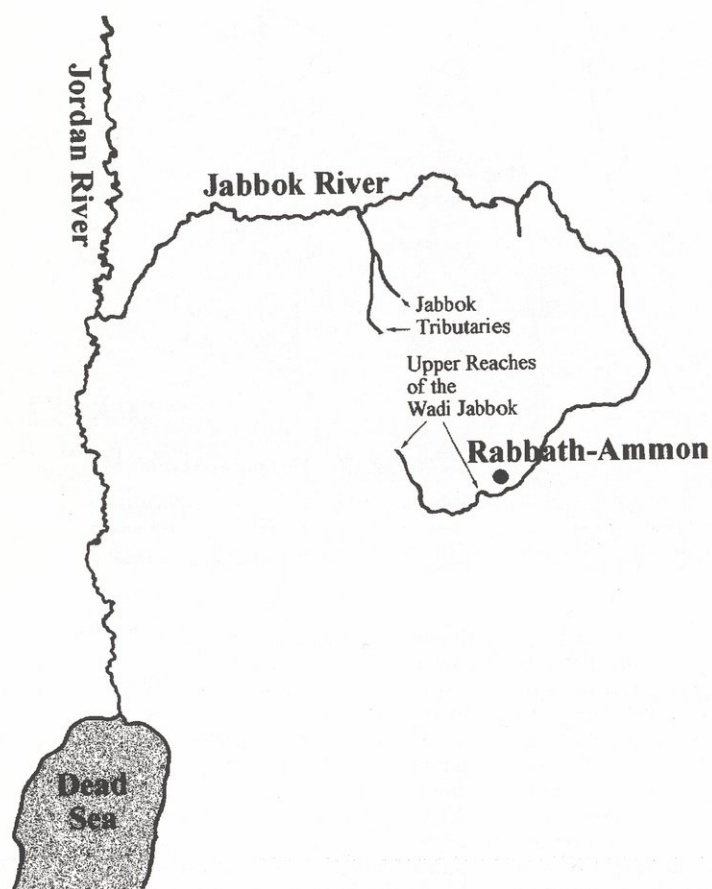 Jordan River
Jabbok River
Jabbok
Tributaries
Upper Reaches
of the
Wadi Jabbok
Rabbath-Ammon
Dead
Sea